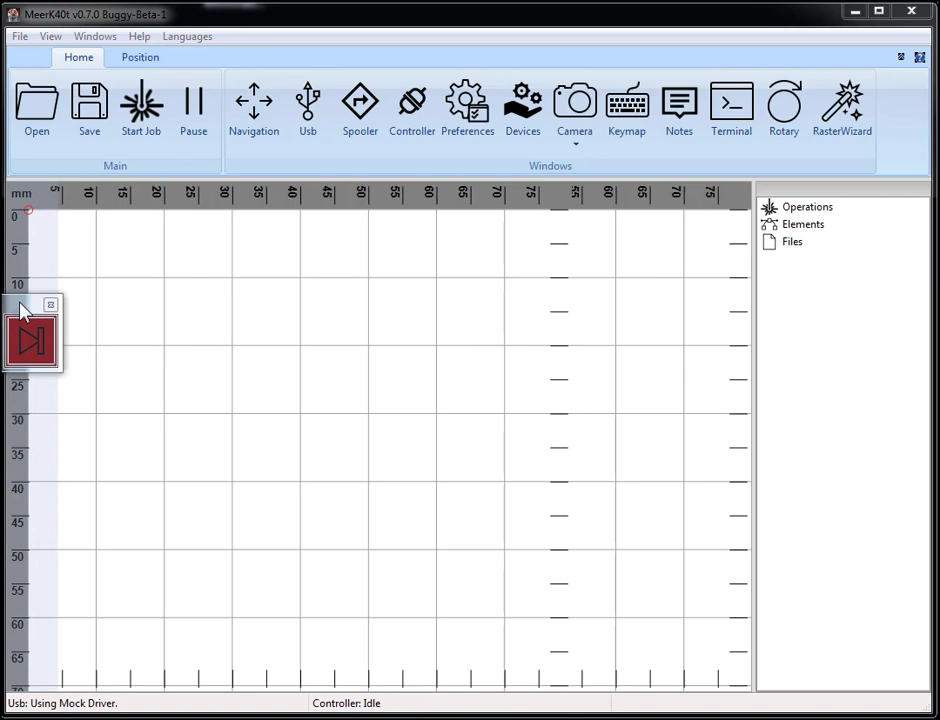 MeerK40t v0.7.0 Buggy-Beta-1
File View Windows Help Languages
Home Position
Open Save Start Job Pause Navigation Usb Spooler Controller Preferences Devices Camera Keymap Notes Terminal Rotary RasterWizard
Main Windows
mm 5 10 15 20 25 30 35 40 45 50 55 60 65 70 75 55 60 65 70 75
0
5
10
25
30
35
40
45
50
55
60
65
70
Operations
Elements
Files
Usb: Using Mock Driver. Controller: Idle